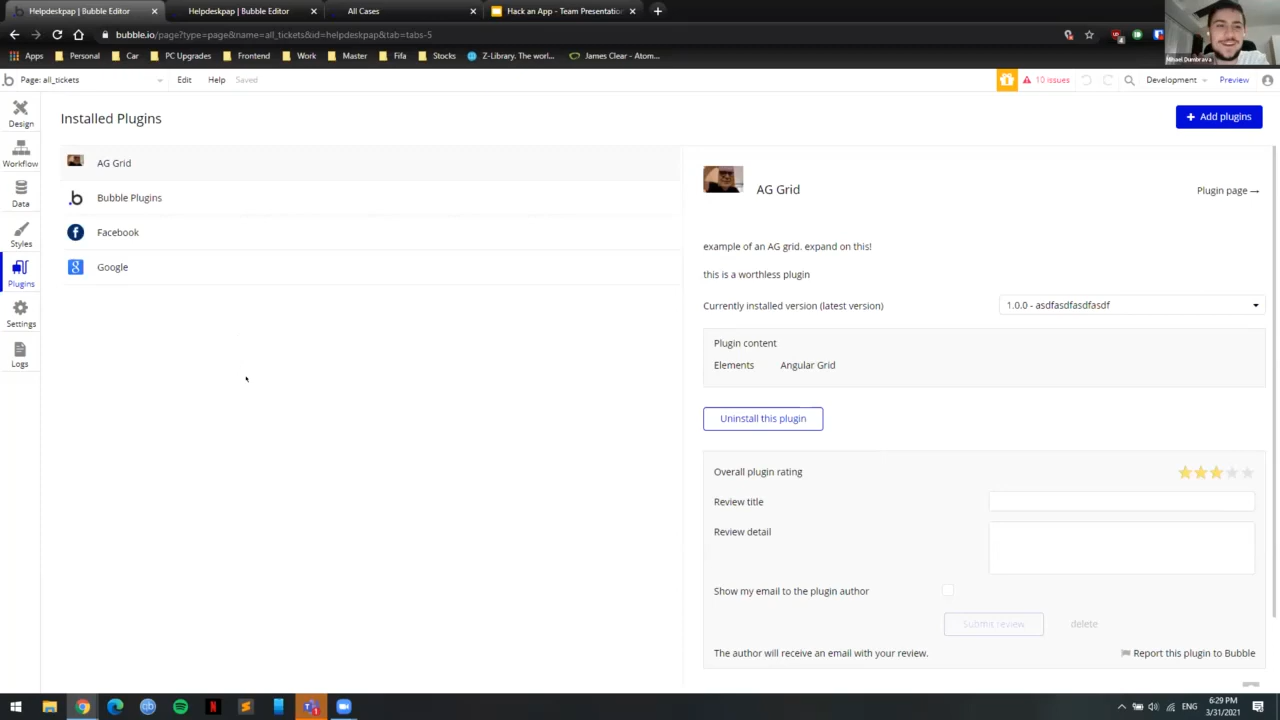 Helpdeskpap | Bubble Editor
Helpdeskpap | Bubble Editor
All Cases
Hack an App - Team Presentation
bubble.io/page?type=page&name=all_tickets&id=helpdeskpap&tab=tabs-5
Apps
Personal
Car
PC Upgrades
Frontend
Work
Master
Fifa
Stocks
Z-Library. The worl...
James Clear - Atom...
Mihael Dumbrava
Page: all_tickets
Edit
Help
Saved
10 issues
Development
Preview
Design
Workflow
Data
Styles
Plugins
Settings
Logs
Installed Plugins
+ Add plugins
AG Grid
Bubble Plugins
Facebook
Google
AG Grid
Plugin page →
example of an AG grid. expand on this!
this is a worthless plugin
Currently installed version (latest version)
1.0.0 - asdfasdfasdfasdf
Plugin content
Elements
Angular Grid
Uninstall this plugin
Overall plugin rating
Review title
Review detail
Show my email to the plugin author
Submit review
delete
The author will receive an email with your review.
Report this plugin to Bubble
ENG
6:29 PM
3/31/2021